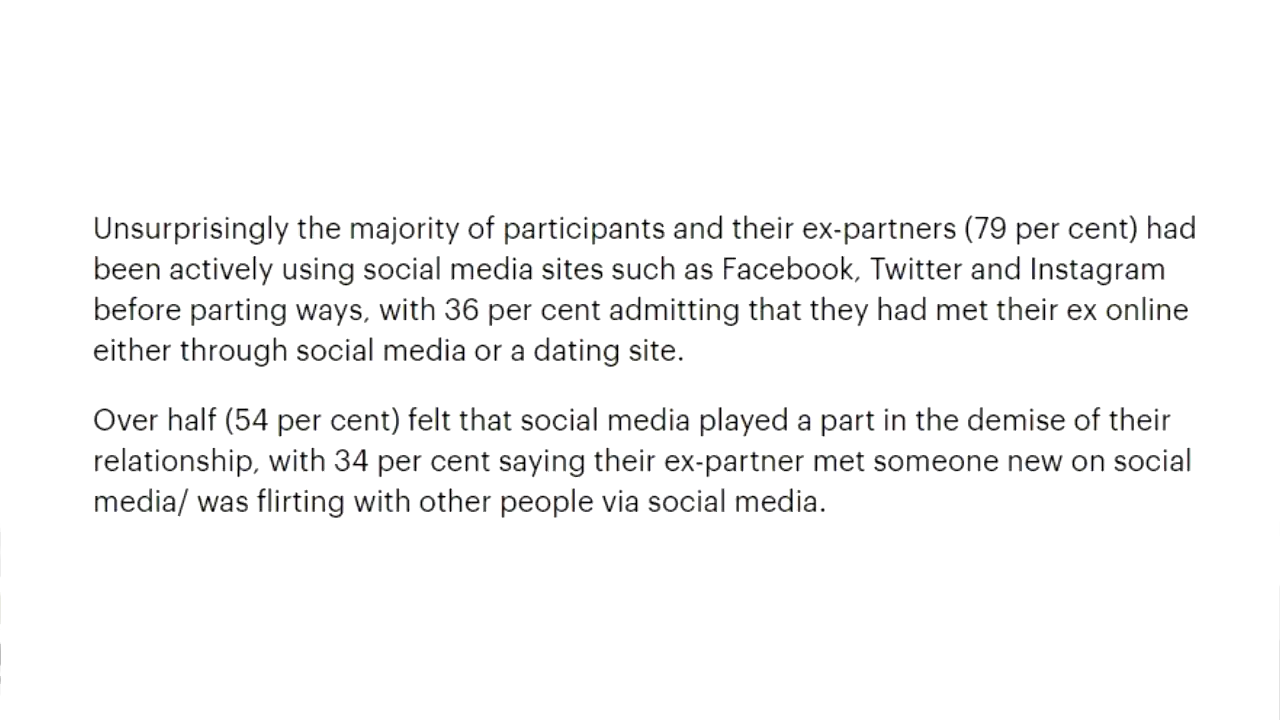 Unsurprisingly the majority of participants and their ex-partners (79 per cent) had
been actively using social media sites such as Facebook, Twitter and Instagram
before parting ways, with 36 per cent admitting that they had met their ex online
either through social media or a dating site.
Over half (54 per cent) felt that social media played a part in the demise of their
relationship, with 34 per cent saying their ex-partner met someone new on social
media/ was flirting with other people via social media.